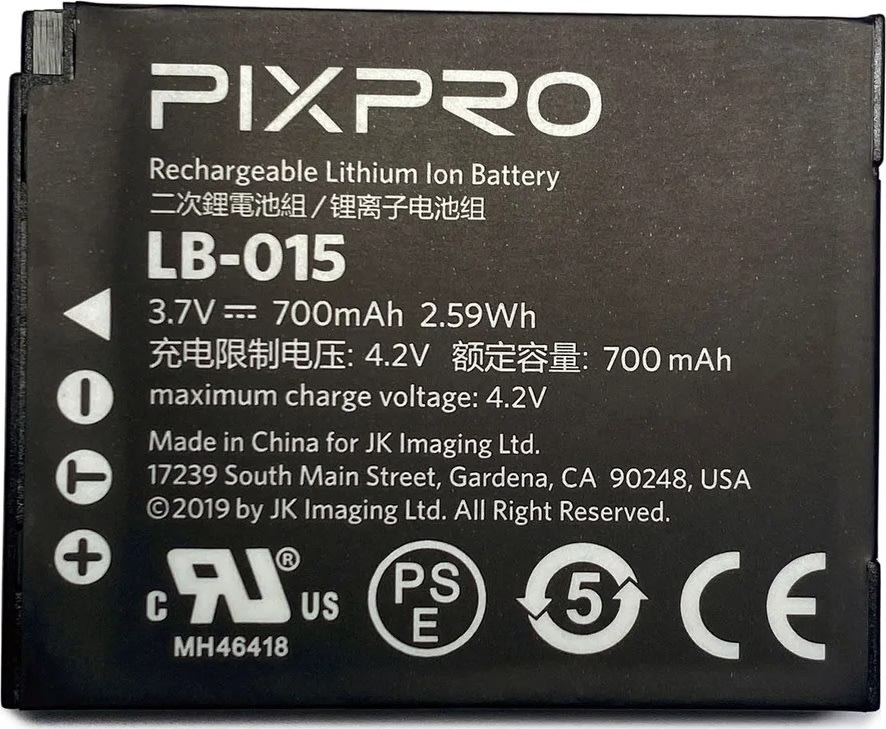 PIXPRO
Rechargeable Lithium Ion Battery
二次鋰電池組/锂离子电池组
LB-015
3.7V⎓ 700mAh 2.59Wh
充电限制电压: 4.2V 额定容量: 700 mAh
maximum charge voltage: 4.2V
Made in China for JK Imaging Ltd.
17239 South Main Street, Gardena, CA 90248, USA
©2019 by JK Imaging Ltd. All Right Reserved.
T
+
C RU® US
MH46418
PS
E
5
CE